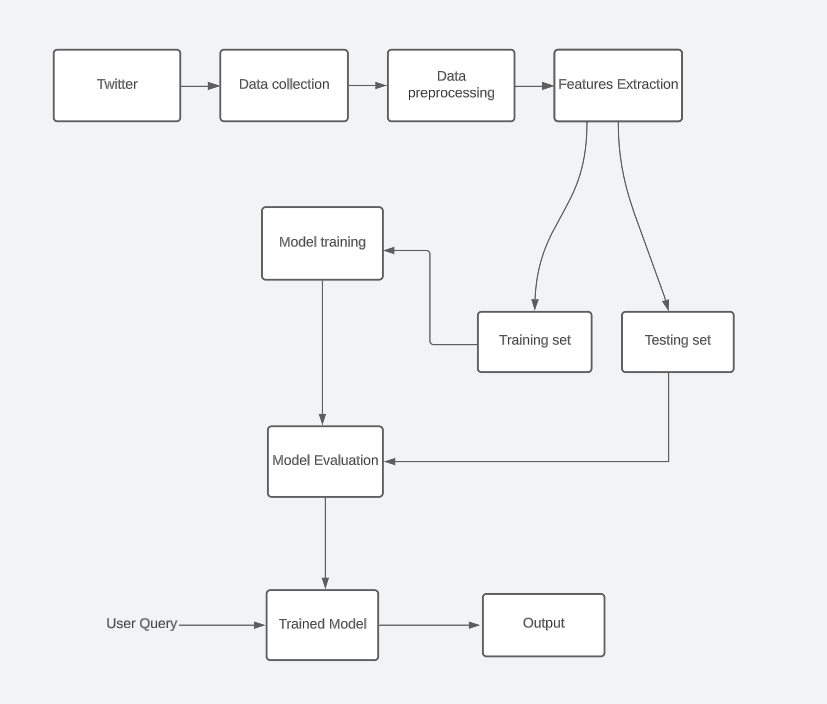 Twitter
Data collection
Data
preprocessing
Features Extraction
Model training
Training set
Testing set
Model Evaluation
User Query
Trained Model
Output